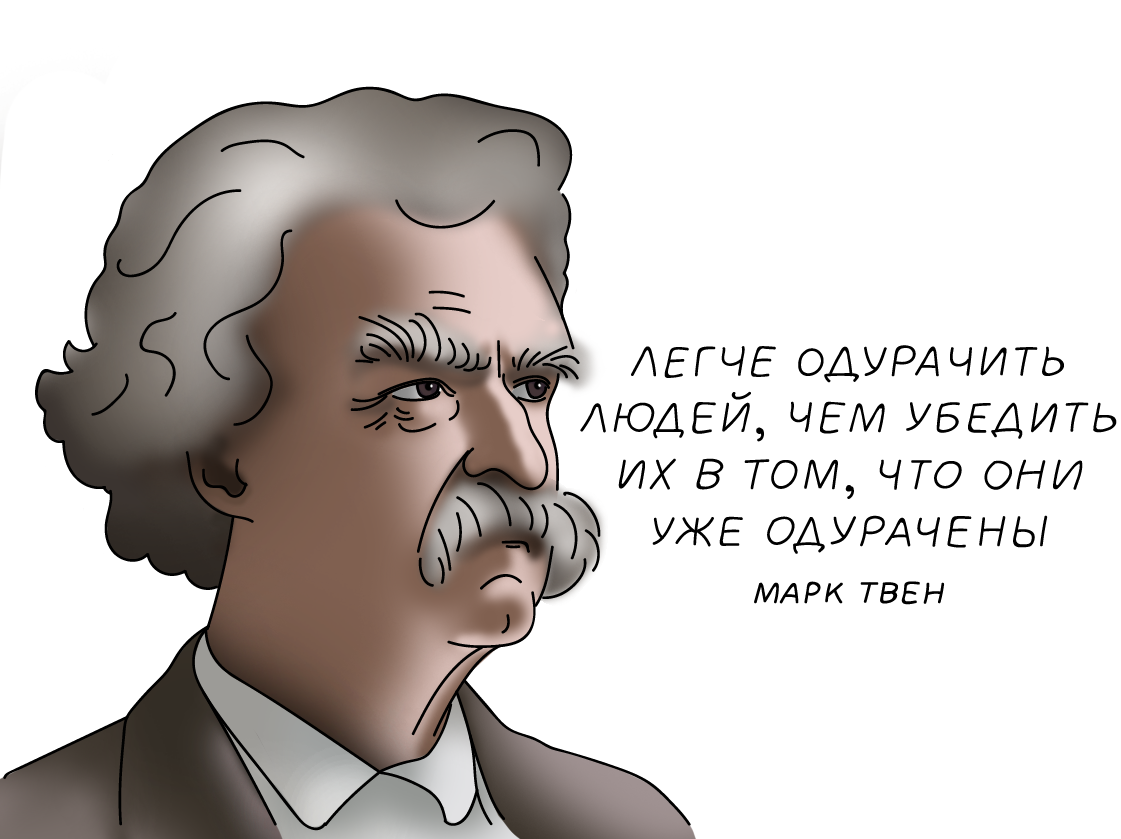 ЛЕГЧЕ ОДУРАЧИТЬ
ЛЮДЕЙ, ЧЕМ УБЕДИТЬ
ИХ В ТОМ, ЧТО ОНИ
УЖЕ ОДУРАЧЕНЫ
МАРК ТВЕН